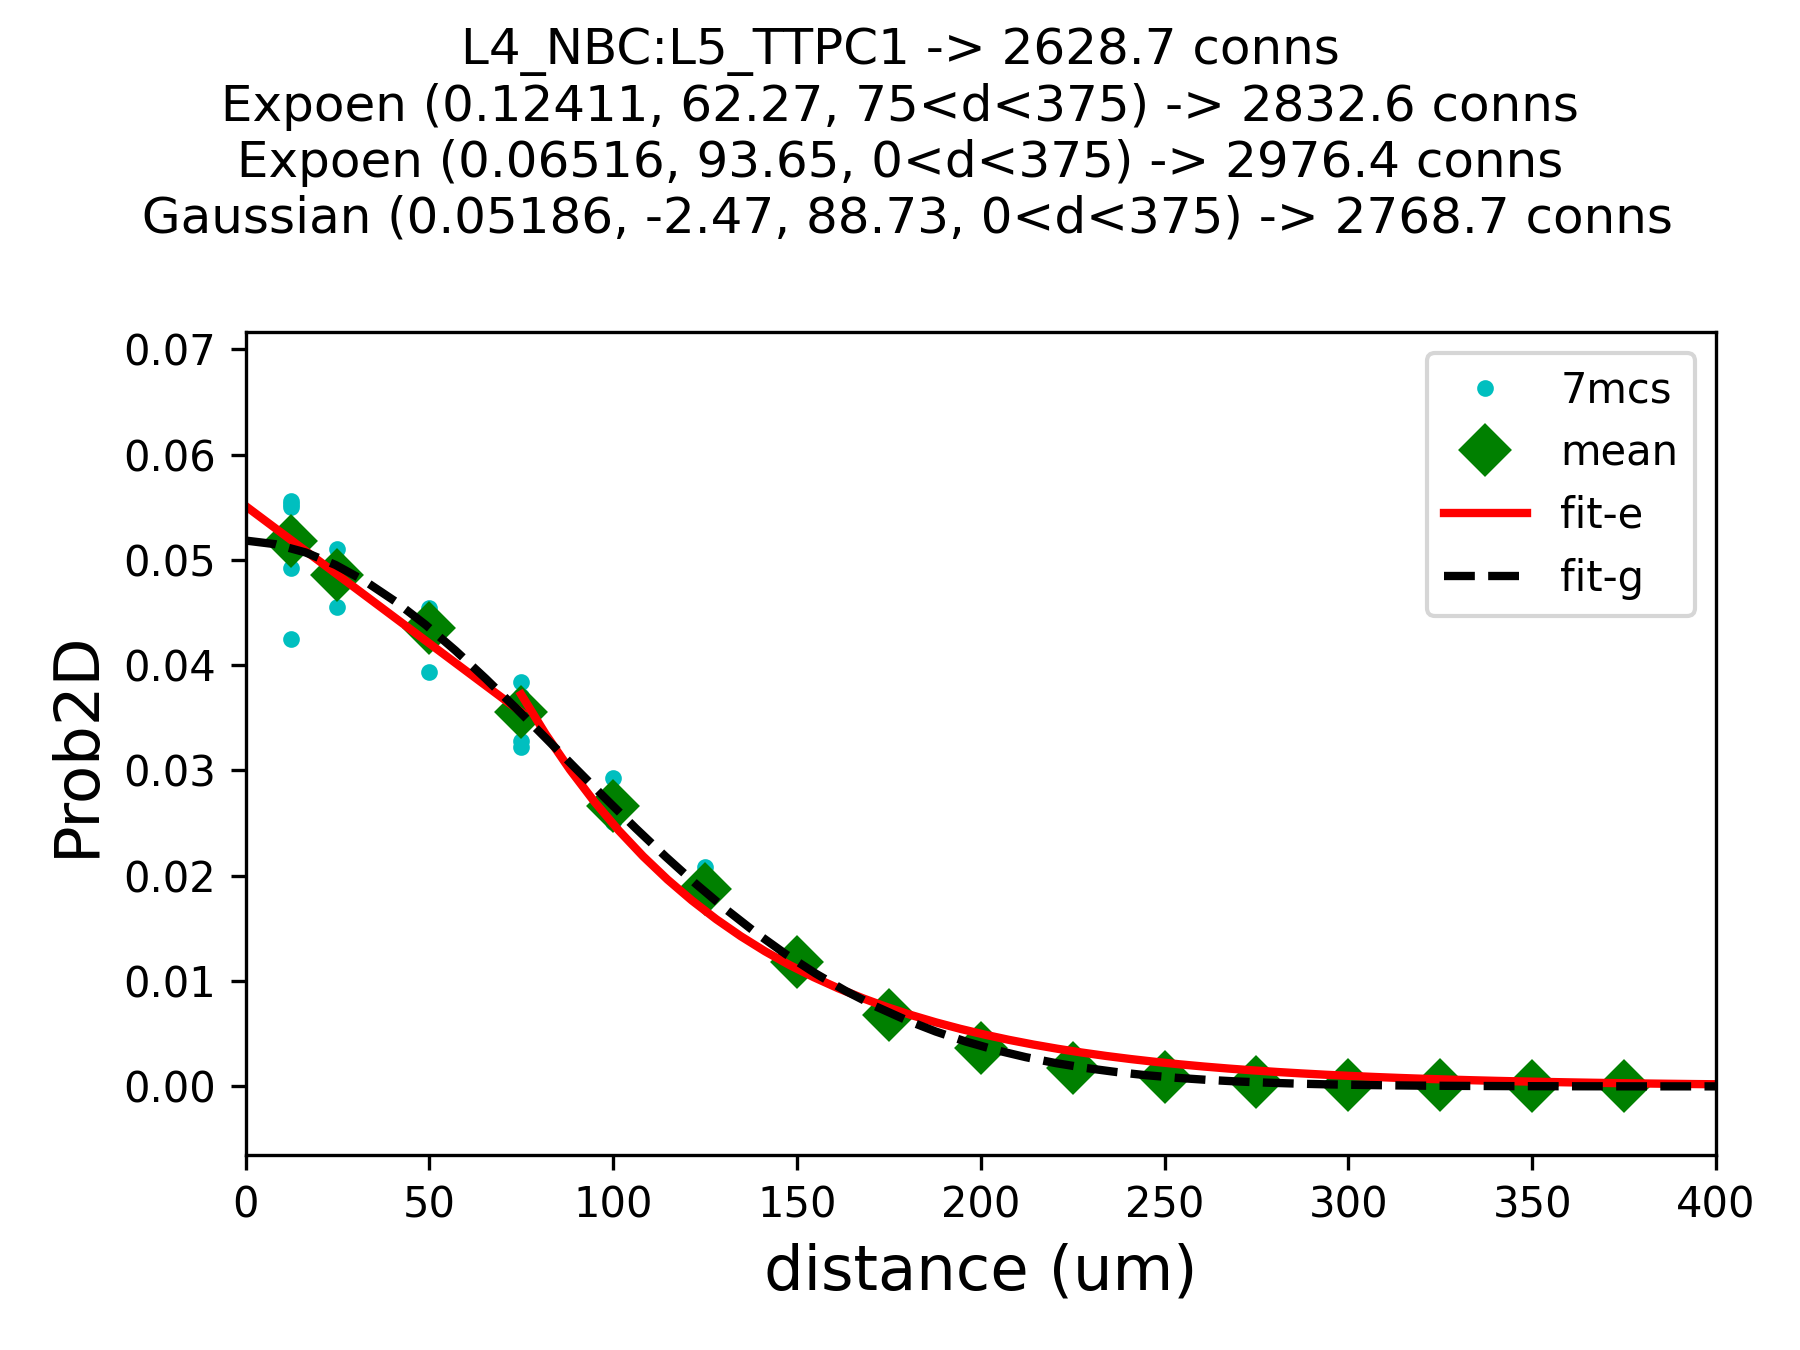 L4_NBC:L5_TTPC1 -> 2628.7 conns
Expoen (0.12411, 62.27, 75<d<375) -> 2832.6 conns
Expoen (0.06516, 93.65, 0<d<375) -> 2976.4 conns
Gaussian (0.05186, -2.47, 88.73, 0<d<375) -> 2768.7 conns
0.07
0.06
0.05
0.04
0.03
0.02
0.01
0.00
Prob2D
7mcs
mean
fit-e
fit-g
0 50 100 150 200 250 300 350 400
distance (um)